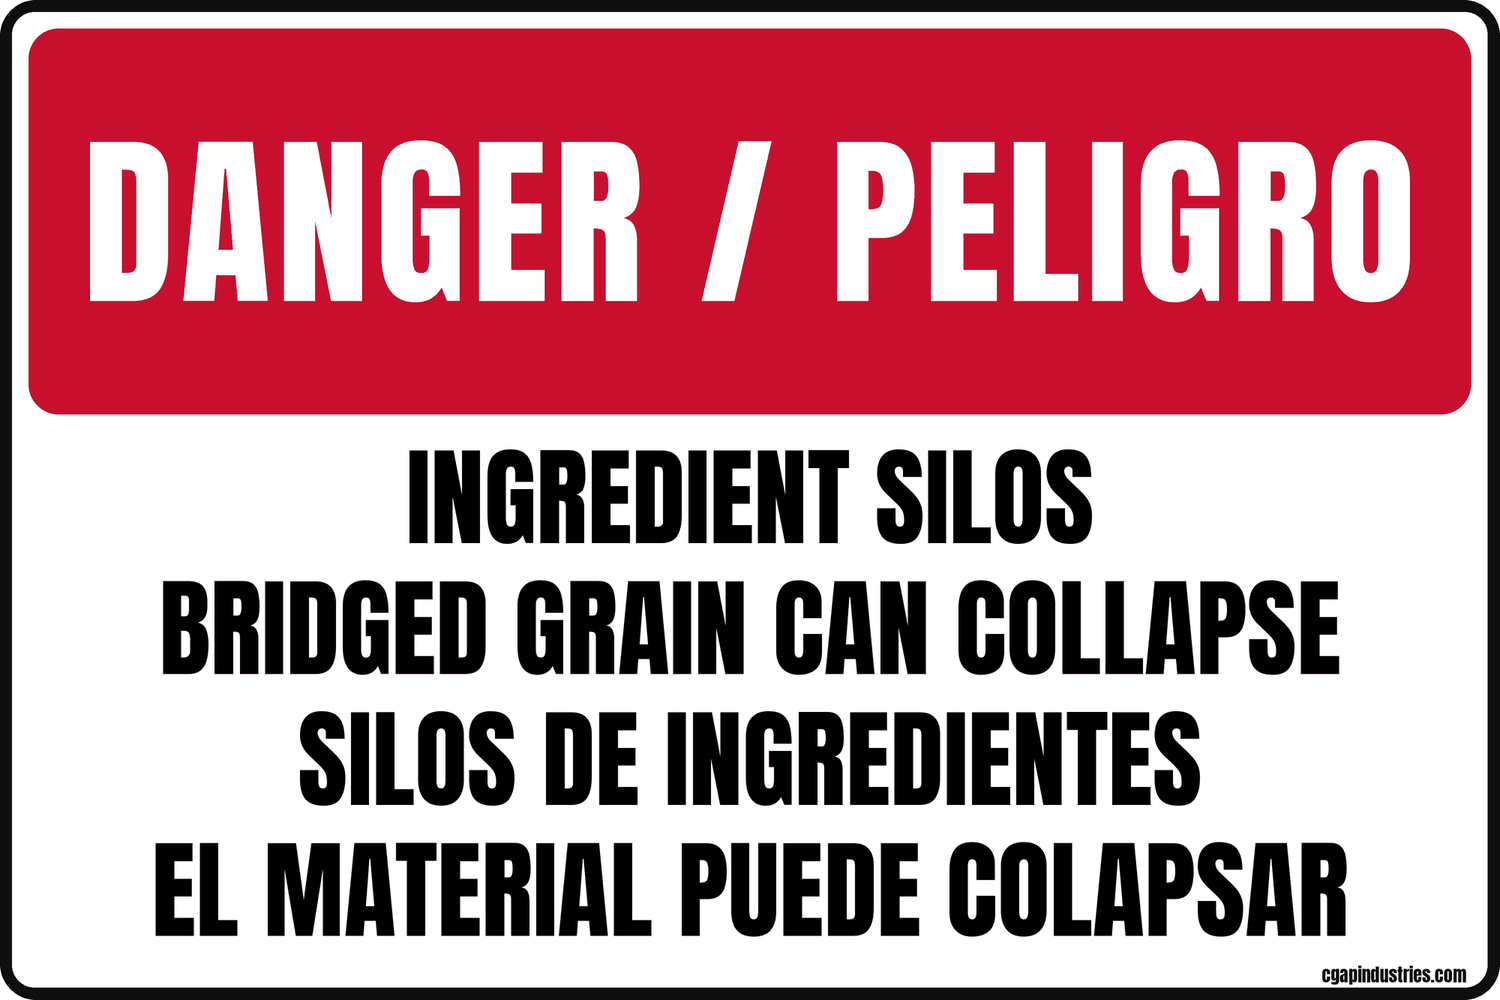 DANGER / PELIGRO
INGREDIENT SILOS
BRIDGED GRAIN CAN COLLAPSE
SILOS DE INGREDIENTES
EL MATERIAL PUEDE COLAPSAR
cgapindustries.com